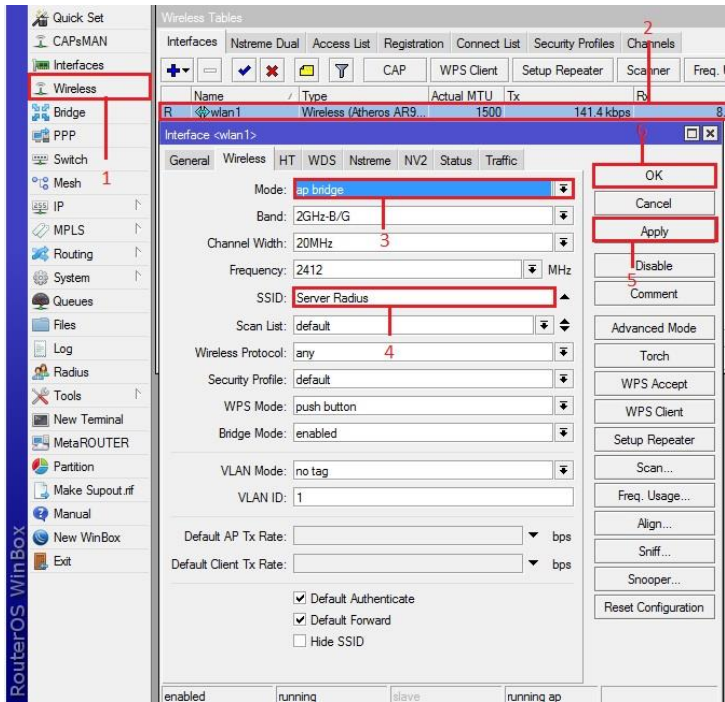 Quick Set
CAPsMAN
Interfaces
Wireless
Bridge
PPP
Switch
Mesh
1
IP
MPLS
Routing
System
Queues
Files
Log
Radius
Tools
New Terminal
MetaROUTER
Partition
Make Supout.rif
Manual
New WinBox
Exit
RouterOS WinBox
Wireless Tables
2
Interfaces Nstreme Dual Access List Registration Connect List Security Profiles Channels
CAP WPS Client Setup Repeater Scanner Freq.
Name / Type Actual MTU Tx Rx
R wlan1 Wireless (Atheros AR9... 1500 141.4 kbps 8.
Interface <wlan1>
6
General Wireless HT WDS Nstreme NV2 Status Traffic
Mode: ap bridge
3
Band: 2GHz-B/G
Channel Width: 20MHz
Frequency: 2412 MHz
SSID: Server Radius
4
Scan List: default
Wireless Protocol: any
Security Profile: default
WPS Mode: push button
Bridge Mode: enabled
VLAN Mode: no tag
VLAN ID: 1
Default AP Tx Rate: bps
Default Client Tx Rate: bps
Default Authenticate
Default Forward
Hide SSID
OK
Cancel
Apply
5
Disable
Comment
Advanced Mode
Torch
WPS Accept
WPS Client
Setup Repeater
Scan...
Freq. Usage...
Align...
Sniff...
Snooper...
Reset Configuration
enabled running slave running ap